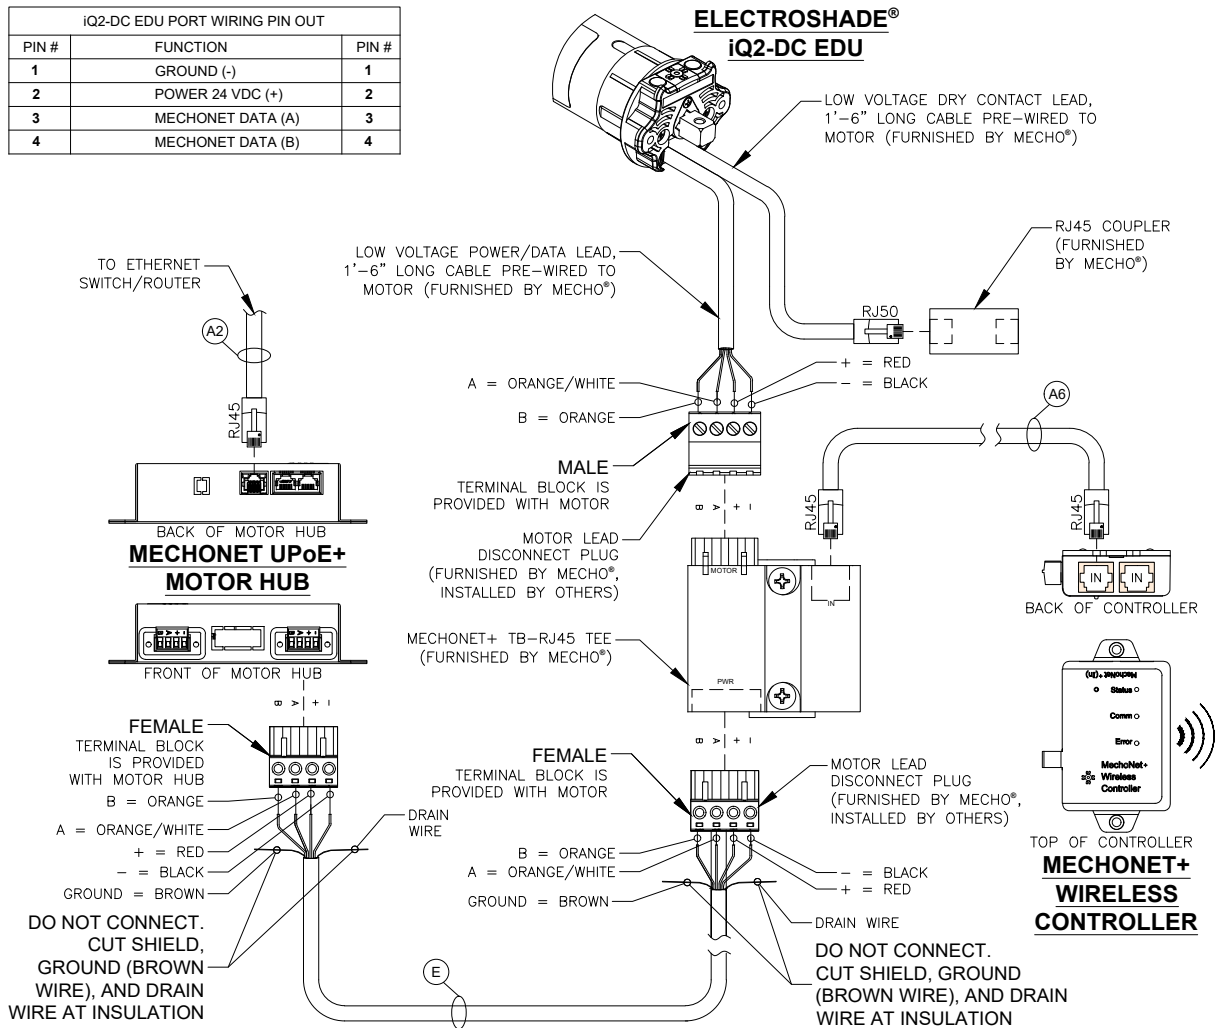 iQ2-DC EDU PORT WIRING PIN OUT
PIN # FUNCTION PIN #
1 GROUND (-) 1
2 POWER 24 VDC (+) 2
3 MECHONET DATA (A) 3
4 MECHONET DATA (B) 4
ELECTROSHADE®
iQ2-DC EDU
LOW VOLTAGE DRY CONTACT LEAD,
1'-6" LONG CABLE PRE-WIRED TO
MOTOR (FURNISHED BY MECHO®)
RJ45 COUPLER
(FURNISHED
BY MECHO®)
RJ50
LOW VOLTAGE POWER/DATA LEAD,
1'-6" LONG CABLE PRE-WIRED TO
MOTOR (FURNISHED BY MECHO®)
TO ETHERNET
SWITCH/ROUTER
A2
RJ45
BACK OF MOTOR HUB
MECHONET UPoE+
MOTOR HUB
B A + -
B A + -
FRONT OF MOTOR HUB
A = ORANGE/WHITE
B = ORANGE
+ = RED
- = BLACK
MALE
TERMINAL BLOCK IS
PROVIDED WITH MOTOR
MOTOR LEAD
DISCONNECT PLUG
(FURNISHED BY MECHO®,
INSTALLED BY OTHERS)
B A + -
MOTOR
IN
PWR
MECHONET+ TB-RJ45 TEE
(FURNISHED BY MECHO®)
A6
RJ45
RJ45
IN IN
BACK OF CONTROLLER
MechoNet+ (In)
Status
Comm
Error
MechoNet+
Wireless
Controller
TOP OF CONTROLLER
MECHONET+
WIRELESS
CONTROLLER
B A + -
FEMALE
TERMINAL BLOCK
IS PROVIDED
WITH MOTOR HUB
B = ORANGE
A = ORANGE/WHITE
+ = RED
- = BLACK
GROUND = BROWN
DRAIN
WIRE
DO NOT CONNECT.
CUT SHIELD,
GROUND (BROWN
WIRE), AND DRAIN
WIRE AT INSULATION
E
B A + -
FEMALE
TERMINAL BLOCK IS
PROVIDED WITH MOTOR
MOTOR LEAD
DISCONNECT PLUG
(FURNISHED BY MECHO®,
INSTALLED BY OTHERS)
B = ORANGE
A = ORANGE/WHITE
GROUND = BROWN
- = BLACK
+ = RED
DRAIN WIRE
DO NOT CONNECT.
CUT SHIELD, GROUND
(BROWN WIRE), AND DRAIN
WIRE AT INSULATION